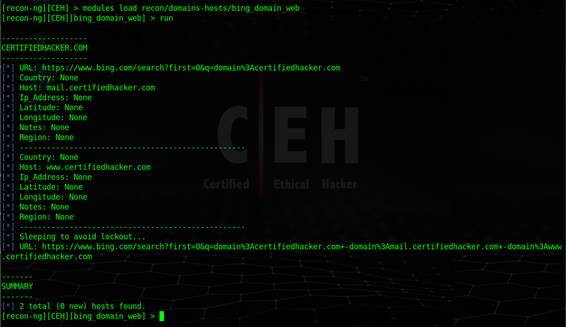 [recon-ng][CEH] > modules load recon/domains-hosts/bing_domain_web
[recon-ng][CEH][bing_domain_web] > run
-------------------
CERTIFIEDHACKER.COM
-------------------
[*] URL: https://www.bing.com/search?first=0&q=domain%3Acertifiedhacker.com
[*] Country: None
[*] Host: mail.certifiedhacker.com
[*] Ip_Address: None
[*] Latitude: None
[*] Longitude: None
[*] Notes: None
[*] Region: None
[*] --------------------------------------------------
[*] Country: None
[*] Host: www.certifiedhacker.com
[*] Ip_Address: None
[*] Latitude: None
[*] Longitude: None
[*] Notes: None
[*] Region: None
[*] --------------------------------------------------
[*] Sleeping to avoid lockout...
[*] URL: https://www.bing.com/search?first=0&q=domain%3Acertifiedhacker.com+-domain%3Amail.certifiedhacker.com+-domain%3Awww
.certifiedhacker.com
-------
SUMMARY
-------
[*] 2 total (0 new) hosts found.
[recon-ng][CEH][bing_domain_web] >
C EH
Certified Ethical Hacker